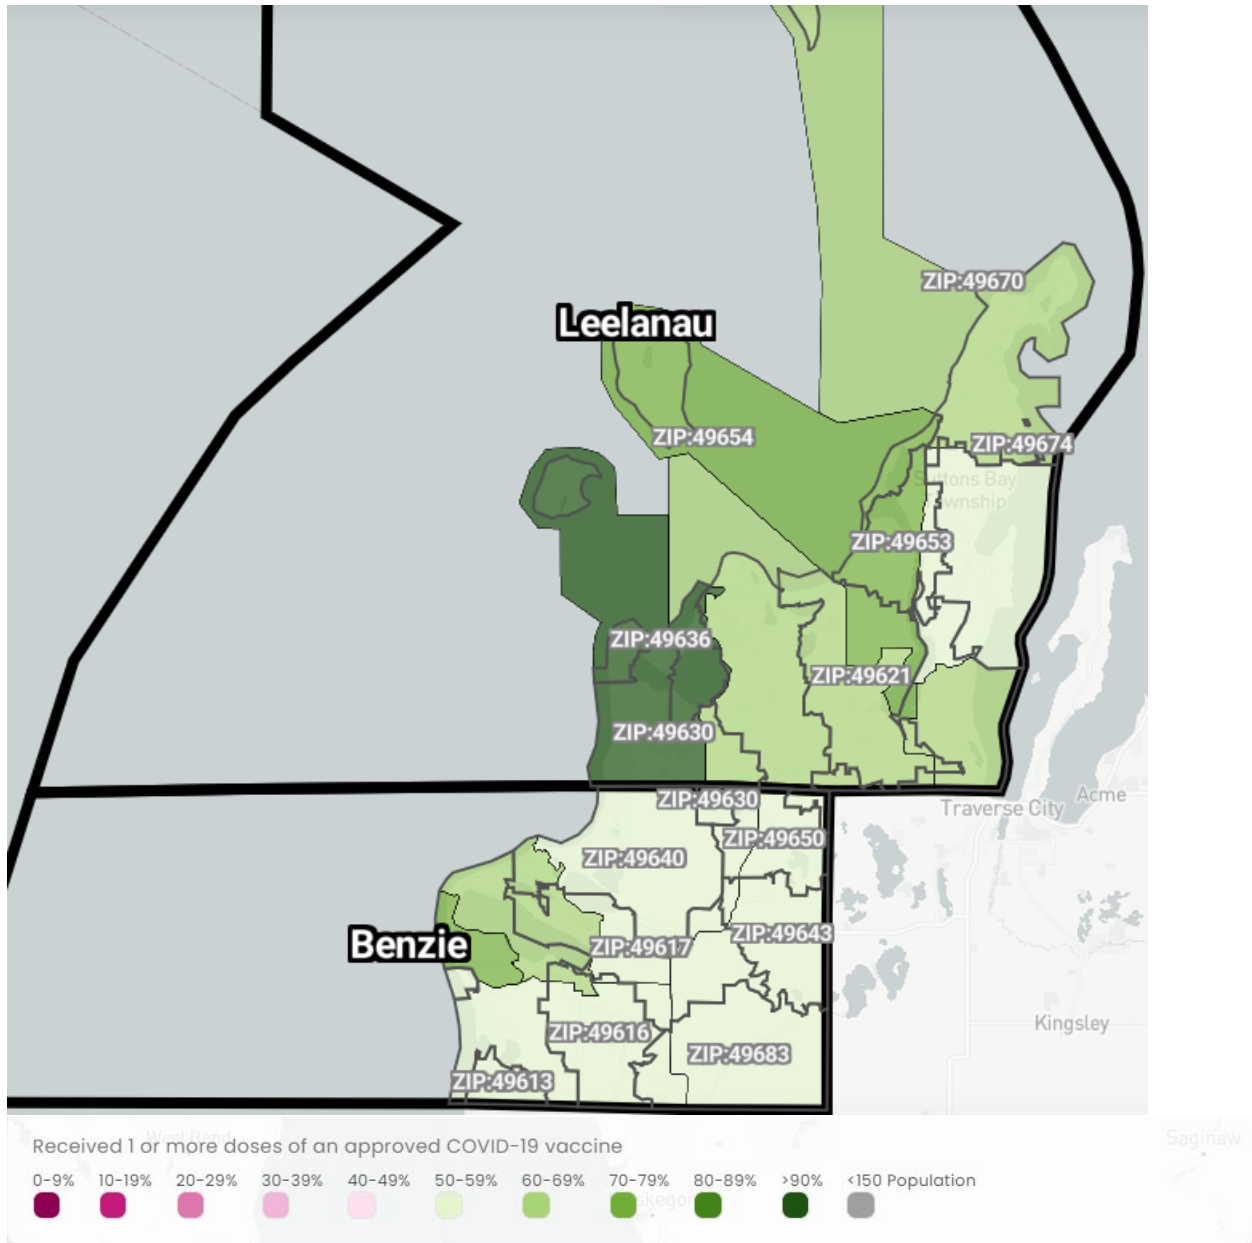 ZIP:49670
Leelanau
ZIP:49654
ZIP:49674
Suttons Bay
Township
ZIP:49653
ZIP:49636
ZIP:49621
ZIP:49630
ZIP:49630
Acme
Traverse City
ZIP:49650
ZIP:49640
ZIP:49643
Benzie
ZIP:49617
Kingsley
ZIP:49616
ZIP:49683
ZIP:49613
West Bend
Saginaw
Received 1 or more doses of an approved COVID-19 vaccine
0-9% 10-19% 20-29% 30-39% 40-49% 50-59% 60-69% 70-79% 80-89% >90% <150 Population